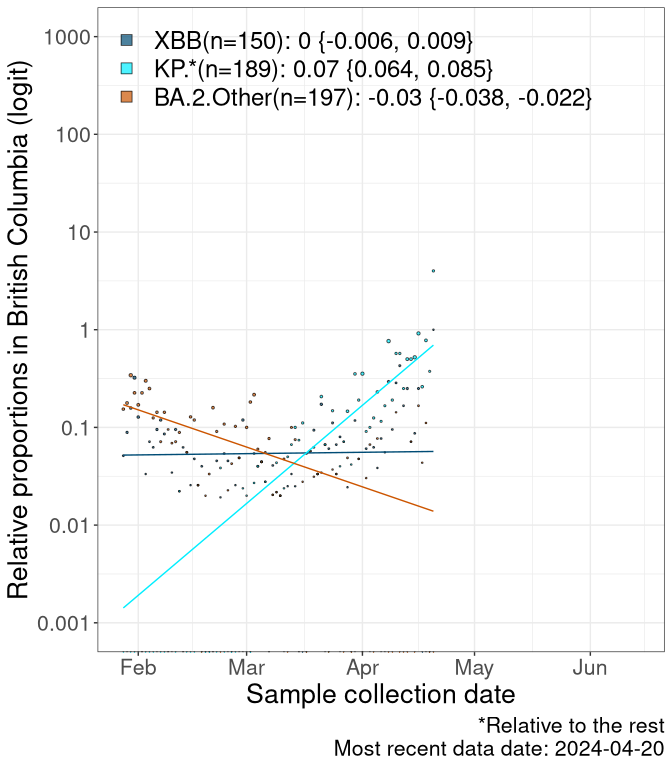 XBB(n=150): 0 {-0.006, 0.009}
KP.*(n=189): 0.07 {0.064, 0.085}
BA.2.Other(n=197): -0.03 {-0.038, -0.022}
Relative proportions in British Columbia (logit)
1000
100
10
1
0.1
0.01
0.001
Feb Mar Apr May Jun
Sample collection date
*Relative to the rest
Most recent data date: 2024-04-20